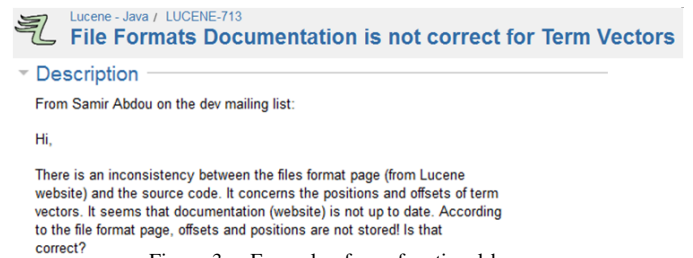 Lucene - Java / LUCENE-713
File Formats Documentation is not correct for Term Vectors
Description
From Samir Abdou on the dev mailing list:
Hi,
There is an inconsistency between the files format page (from Lucene
website) and the source code. It concerns the positions and offsets of term
vectors. It seems that documentation (website) is not up to date. According
to the file format page, offsets and positions are not stored! Is that
correct?